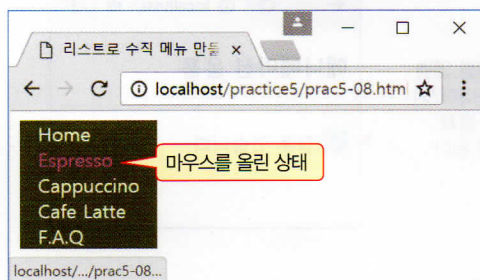 리스트로 수직 메뉴 만들
localhost/practice5/prac5-08.html
Home
Espresso
마우스를 올린 상태
Cappuccino
Cafe Latte
F.A.Q
localhost/.../prac5-08...